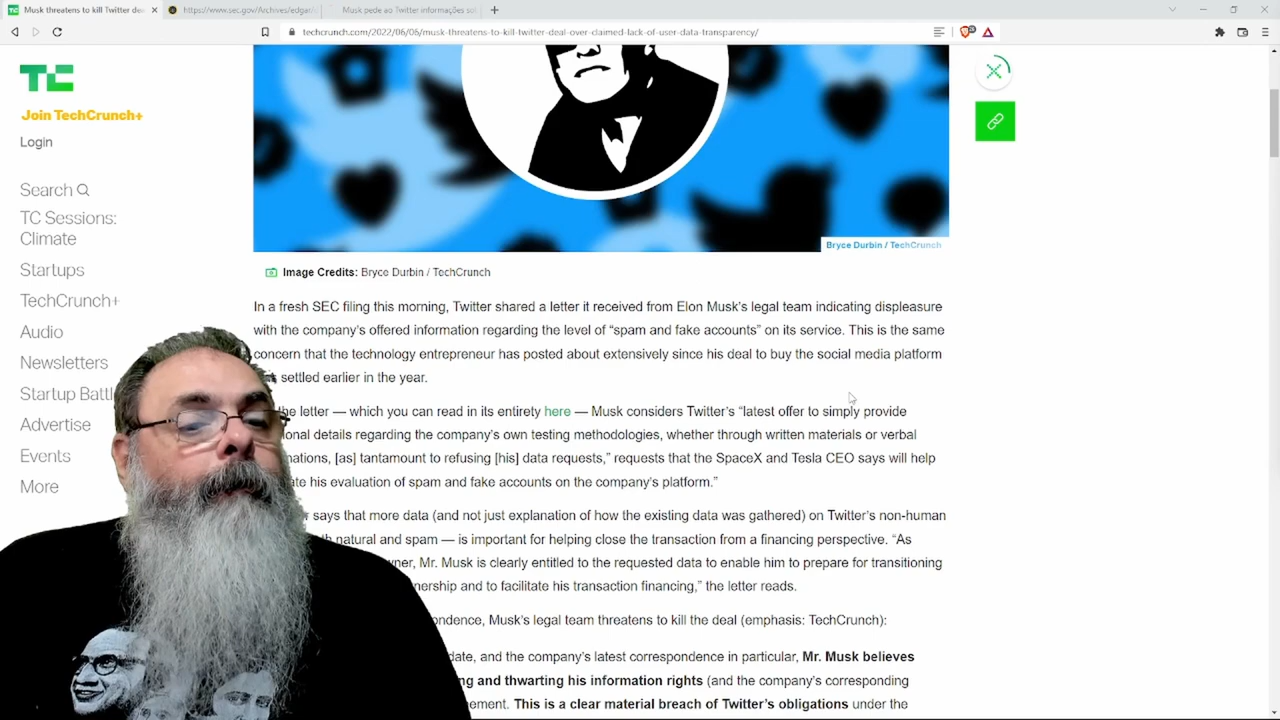 Musk threatens to kill Twitter de
https://www.sec.gov/Archives/edgar/
Musk pede ao Twitter informações so
techcrunch.com/2022/06/06/musk-threatens-to-kill-twitter-deal-over-claimed-lack-of-user-data-transparency/
TC
Join TechCrunch+
Login
Search
TC Sessions:
Climate
Startups
TechCrunch+
Audio
Newsletters
Startup Battl
Advertise
Events
More
Bryce Durbin / TechCrunch
Image Credits: Bryce Durbin / TechCrunch
In a fresh SEC filing this morning, Twitter shared a letter it received from Elon Musk's legal team indicating displeasure
with the company's offered information regarding the level of "spam and fake accounts" on its service. This is the same
concern that the technology entrepreneur has posted about extensively since his deal to buy the social media platform
settled earlier in the year.
the letter — which you can read in its entirety here — Musk considers Twitter's "latest offer to simply provide
ional details regarding the company's own testing methodologies, whether through written materials or verbal
nations, [as] tantamount to refusing [his] data requests," requests that the SpaceX and Tesla CEO says will help
te his evaluation of spam and fake accounts on the company's platform."
says that more data (and not just explanation of how the existing data was gathered) on Twitter's non-human
th natural and spam — is important for helping close the transaction from a financing perspective. "As
wner, Mr. Musk is clearly entitled to the requested data to enable him to prepare for transitioning
nership and to facilitate his transaction financing," the letter reads.
ondence, Musk's legal team threatens to kill the deal (emphasis: TechCrunch):
date, and the company's latest correspondence in particular, Mr. Musk believes
ng and thwarting his information rights (and the company's corresponding
ement. This is a clear material breach of Twitter's obligations under the